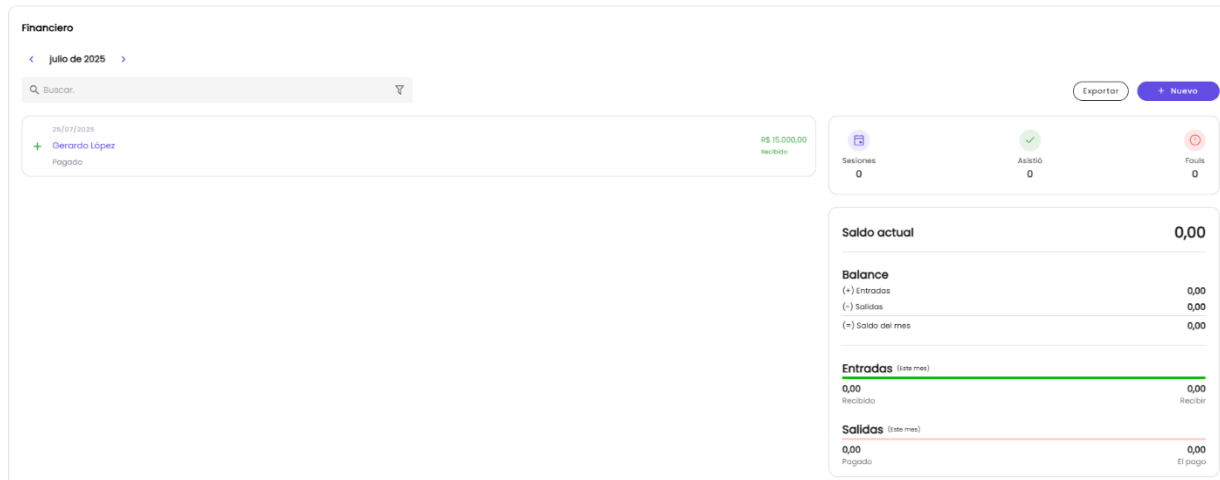 Financiero
julio de 2025
Buscar.
Exportar
+ Nuevo
25/07/2025
Gerardo López
Pagado
R$ 15.000,00
Recibido
Sesiones
0
Asistió
0
Fouls
0
Saldo actual 0,00
Balance
(+) Entradas 0,00
(-) Salidas 0,00
(=) Saldo del mes 0,00
Entradas (Este mes)
0,00 0,00
Recibido Recibir
Salidas (Este mes)
0,00 0,00
Pagado El pago